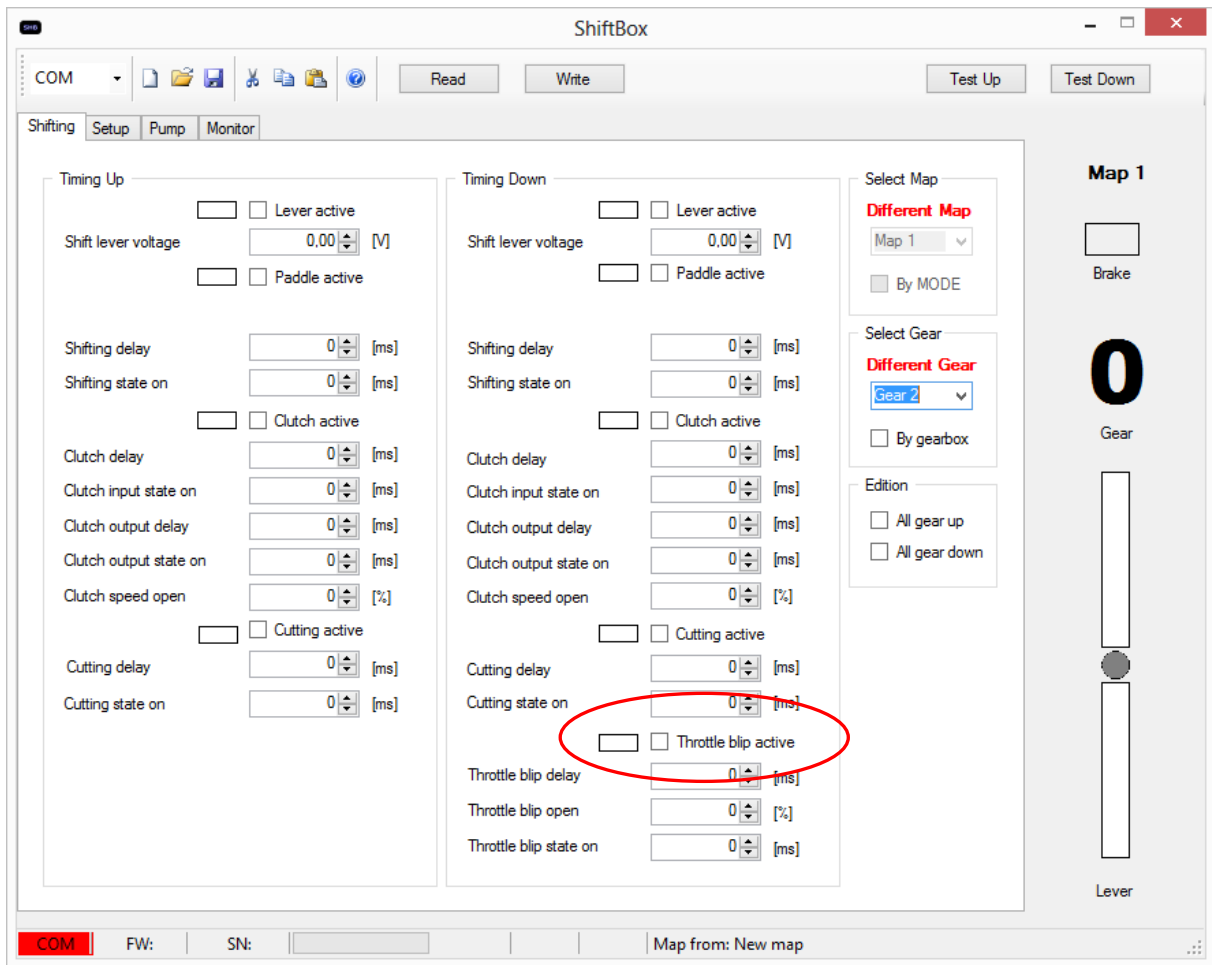 SHB
ShiftBox
COM
Read
Write
Test Up
Test Down
Shifting
Setup
Pump
Monitor
Timing Up
Lever active
Shift lever voltage 0,00 [V]
Paddle active
Shifting delay 0 [ms]
Shifting state on 0 [ms]
Clutch active
Clutch delay 0 [ms]
Clutch input state on 0 [ms]
Clutch output delay 0 [ms]
Clutch output state on 0 [ms]
Clutch speed open 0 [%]
Cutting active
Cutting delay 0 [ms]
Cutting state on 0 [ms]
Timing Down
Lever active
Shift lever voltage 0,00 [V]
Paddle active
Shifting delay 0 [ms]
Shifting state on 0 [ms]
Clutch active
Clutch delay 0 [ms]
Clutch input state on 0 [ms]
Clutch output delay 0 [ms]
Clutch output state on 0 [ms]
Clutch speed open 0 [%]
Cutting active
Cutting delay 0 [ms]
Cutting state on 0 [ms]
Throttle blip active
Throttle blip delay 0 [ms]
Throttle blip open 0 [%]
Throttle blip state on 0 [ms]
Select Map
Different Map
Map 1
By MODE
Select Gear
Different Gear
Gear 2
By gearbox
Edition
All gear up
All gear down
Map 1
Brake
0
Gear
Lever
COM
FW:
SN:
Map from: New map